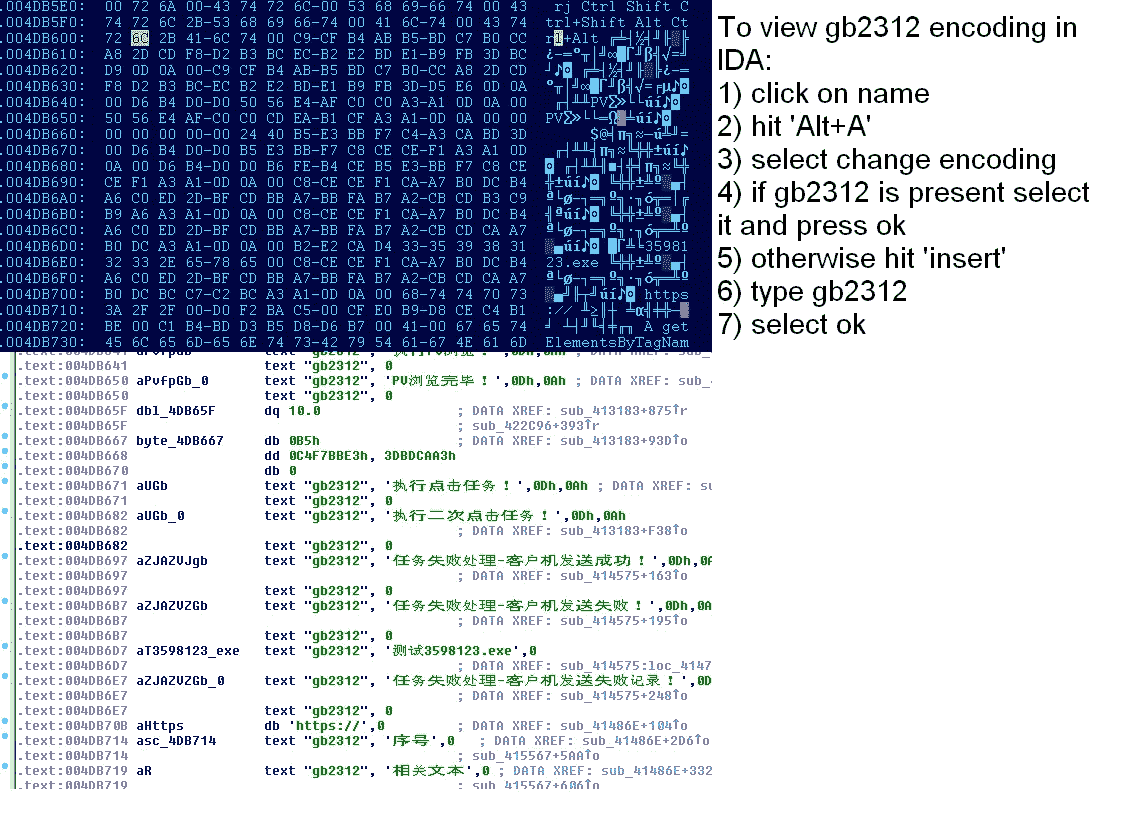 .004DB5E0: 00 72 6A 00-43 74 72 6C-00 53 68 69-66 74 00 43 rj Ctrl Shift C
.004DB5F0: 74 72 6C 2B-53 68 69 66-74 00 41 6C-74 00 43 74 trl+Shift Alt Ct
.004DB600: 72 6C 2B 41-6C 74 00 C9-CF B4 AB B5-BD C7 B0 CC rl+Alt
.004DB610: A8 2D CD F8-D2 B3 BC EC-B2 E2 BD E1-B9 FB 3D BC
.004DB620: D9 0D 0A 00-C9 CF B4 AB-B5 BD C7 B0-CC A8 2D CD
.004DB630: F8 D2 B3 BC-EC B2 E2 BD-E1 B9 FB 3D-D5 E6 0D 0A
.004DB640: 00 D6 B4 D0-D0 50 56 E4-AF C0 C0 A3-A1 0D 0A 00
.004DB650: 50 56 E4 AF-C0 C0 CD EA-B1 CF A3 A1-0D 0A 00 00
.004DB660: 00 00 00 00-00 00 24 40 B5-E3 BB F7 C4-A3 CA BD 3D
.004DB670: 00 D6 B4 D0-D0 B5 E3 BB-F7 C8 CE CE-F1 A3 A1 0D
.004DB680: 0A 00 D6 B4-D0 D0 B6 FE-B4 CE B5 E3-BB F7 C8 CE
.004DB690: CE F1 A3 A1-0D 0A 00 C8-CE CE F1 CA-A7 B0 DC B4
.004DB6A0: A6 C0 ED 2D-BF CD BB A7-BB FA B7 A2-CB CD B3 C9
.004DB6B0: B9 A6 A3 A1-0D 0A 00 C8-CE CE F1 CA-A7 B0 DC B4
.004DB6C0: A6 C0 ED 2D-BF CD BB A7-BB FA B7 A2-CB CD CA A7
.004DB6D0: B0 DC A3 A1-0D 0A 00 B2-E2 CA D4 33-35 39 38 31 35981
.004DB6E0: 32 33 2E 65-78 65 00 C8-CE CE F1 CA-A7 B0 DC B4 23.exe
.004DB6F0: A6 C0 ED 2D-BF CD BB A7-BB FA B7 A2-CB CD CA A7
.004DB700: B0 DC BC C7-C2 BC A3 A1-0D 0A 00 68-74 74 70 73 https
.004DB710: 3A 2F 2F 00-D0 F2 BA C5-00 CF E0 B9-D8 CE C4 B1 ://
.004DB720: BE 00 C1 B4-BD D3 B5 D8-D6 B7 00 41-00 67 65 74 A get
.004DB730: 45 6C 65 6D-65 6E 74 73-42 79 54 61-67 4E 61 6D ElementsByTagNam
To view gb2312 encoding in
IDA:
1) click on name
2) hit 'Alt+A'
3) select change encoding
4) if gb2312 is present select
it and press ok
5) otherwise hit 'insert'
6) type gb2312
7) select ok
.text:004DB641 text "gb2312", 0
.text:004DB650 aPvfpGb_0 text "gb2312", 'PV浏览完毕！',0Dh,0Ah ; DATA XREF: sub_
.text:004DB650 text "gb2312", 0
.text:004DB65F dbl_4DB65F dq 10.0 ; DATA XREF: sub_413183+875↑r
.text:004DB65F ; sub_422C96+393↑r
.text:004DB667 byte_4DB667 db 0B5h ; DATA XREF: sub_413183+93D↑o
.text:004DB668 dd 0C4F7BBE3h, 3DBDCAA3h
.text:004DB670 db 0
.text:004DB671 aUGb text "gb2312", '执行点击任务！',0Dh,0Ah ; DATA XREF: su
.text:004DB671 text "gb2312", 0
.text:004DB682 aUGb_0 text "gb2312", '执行二次点击任务！',0Dh,0Ah
.text:004DB682 ; DATA XREF: sub_413183+F38↑o
.text:004DB682 text "gb2312", 0
.text:004DB697 aZJAZVJgb text "gb2312", '任务失败处理-客户机发送成功！',0Dh,0A
.text:004DB697 ; DATA XREF: sub_414575+163↑o
.text:004DB697 text "gb2312", 0
.text:004DB6B7 aZJAZVZGb text "gb2312", '任务失败处理-客户机发送失败！',0Dh,0A
.text:004DB6B7 ; DATA XREF: sub_414575+195↑o
.text:004DB6B7 text "gb2312", 0
.text:004DB6D7 aT3598123_exe text "gb2312", '测试3598123.exe',0
.text:004DB6D7 ; DATA XREF: sub_414575:loc_4147
.text:004DB6E7 aZJAZVZGb_0 text "gb2312", '任务失败处理-客户机发送失败记录！',0D
.text:004DB6E7 ; DATA XREF: sub_414575+248↑o
.text:004DB6E7 text "gb2312", 0
.text:004DB70B aHttps db 'https://',0 ; DATA XREF: sub_41486E+104↑o
.text:004DB714 asc_4DB714 text "gb2312", '序号',0 ; DATA XREF: sub_41486E+2D6↑o
.text:004DB714 ; sub_415567+5AA↑o
.text:004DB719 aR text "gb2312", '相关文本',0 ; DATA XREF: sub_41486E+332
.text:004DB719 ; sub_415567+606↑o